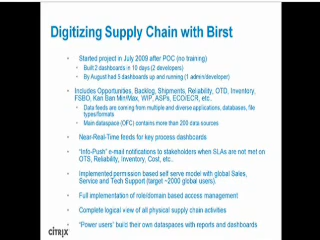 Digitizing Supply Chain with Birst
Started project in July 2009 after POC (no training)
Built 2 dashboards in 10 days (2 developers)
By August had 5 dashboards up and running (1 admin/developer)
Includes Opportunities, Backlog, Shipments, Reliability, OTD, Inventory,
FSBO, Kan Ban Min/Max, WIP, ASPs, ECO/ECR, etc..
Data feeds are coming from multiple and diverse applications, databases, file
types/formats
Main dataspace (OFC) contains more than 200 data sources
Near-Real-Time feeds for key process dashboards
"Info-Push" e-mail notifications to stakeholders when SLAs are not met on
OTS, Reliability, Inventory, Cost, etc..
Implemented permission based self serve model with global Sales,
Service and Tech Support (target ~2000 global users).
Full implementation of role/domain based access management
Complete logical view of all physical supply chain activities
"Power users" build their own dataspaces with reports and dashboards
CITRIX